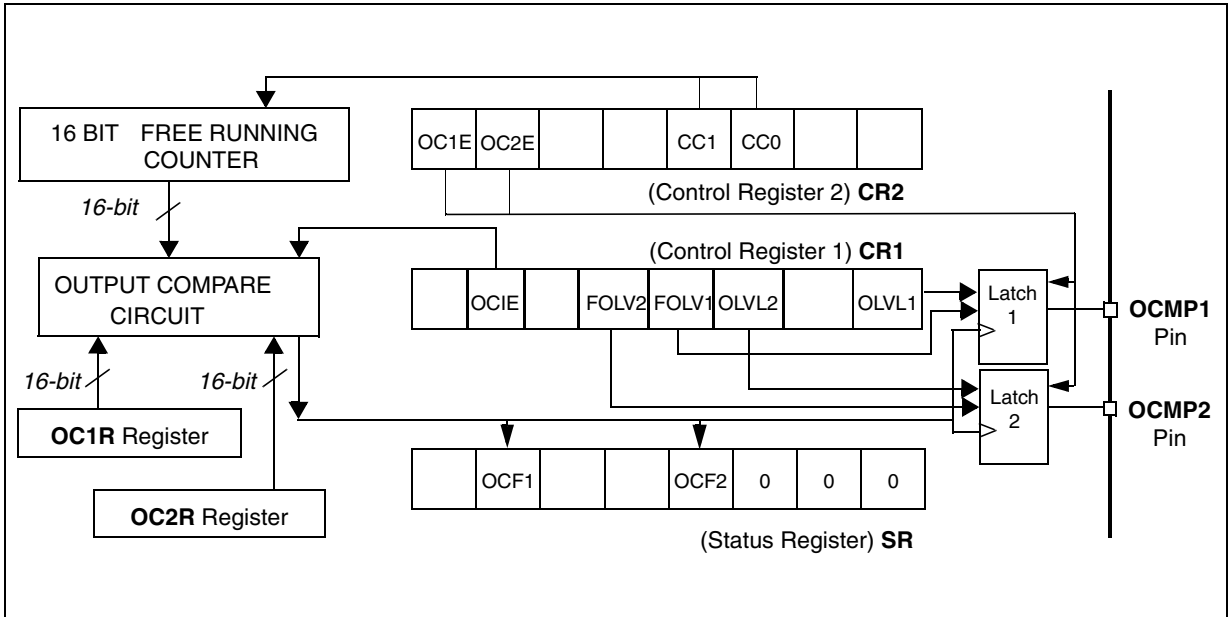 16 BIT FREE RUNNING
COUNTER
16-bit
OC1E OC2E CC1 CC0
(Control Register 2) CR2
(Control Register 1) CR1
OUTPUT COMPARE
CIRCUIT
OCIE FOLV2 FOLV1 OLVL2 OLVL1
Latch
1
OCMP1
Pin
16-bit
16-bit
Latch
2
OCMP2
Pin
OC1R Register
OCF1 OCF2 0 0 0
OC2R Register
(Status Register) SR